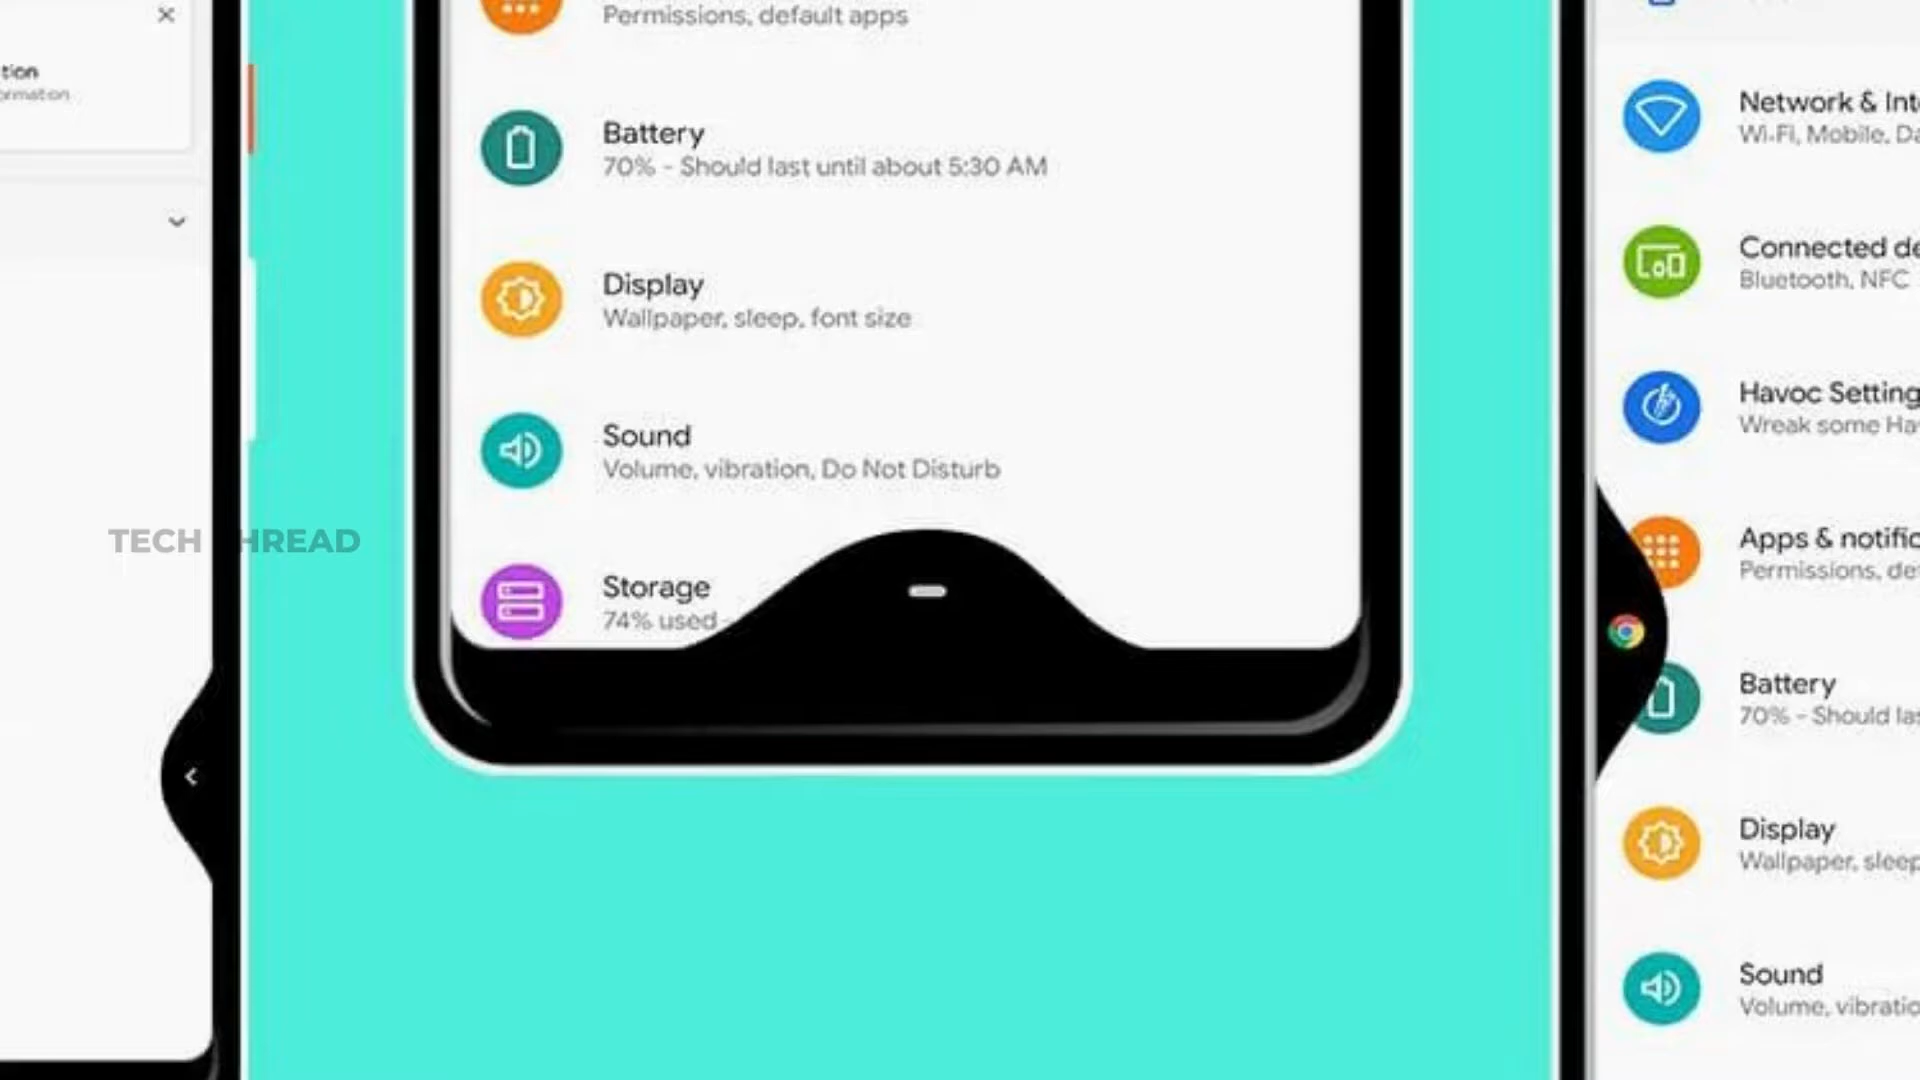 tion
ormation
TECH THREAD
Permissions, default apps
Battery
70% - Should last until about 5:30 AM
Display
Wallpaper, sleep, font size
Sound
Volume, vibration, Do Not Disturb
Storage
74% used -
Network & Int
Wi-Fi, Mobile, Da
Connected de
Bluetooth, NFC
Havoc Setting
Wreak some Ha
Apps & notific
Permissions, de
Battery
70% - Should las
Display
Wallpaper, sleep
Sound
Volume, vibratio